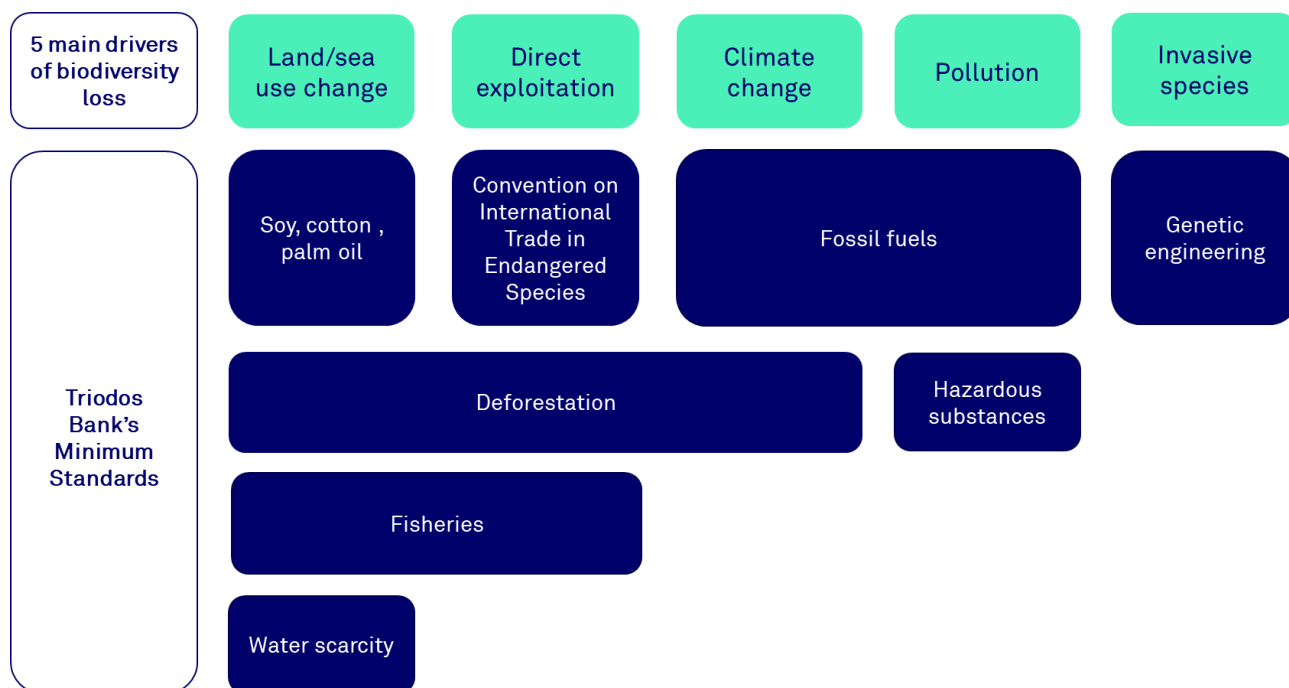 5 main drivers
of biodiversity
loss
Land/sea
use change
Direct
exploitation
Climate
change
Pollution
Invasive
species
Triodos
Bank's
Minimum
Standards
Soy, cotton ,
palm oil
Convention on
International
Trade in
Endangered
Species
Fossil fuels
Genetic
engineering
Deforestation
Hazardous
substances
Fisheries
Water scarcity